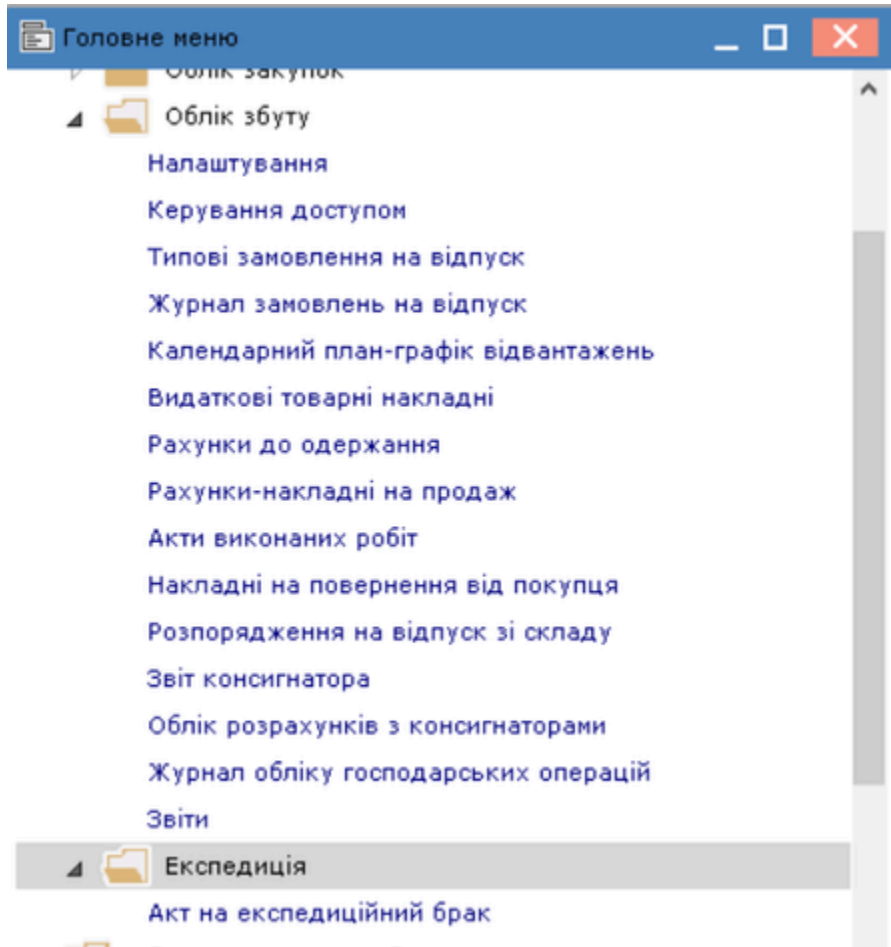 Головне меню
Облік закупок
Облік збуту
Налаштування
Керування доступом
Типові замовлення на відпуск
Журнал замовлень на відпуск
Календарний план-графік відвантажень
Видаткові товарні накладні
Рахунки до одержання
Рахунки-накладні на продаж
Акти виконаних робіт
Накладні на повернення від покупця
Розпорядження на відпуск зі складу
Звіт консигнатора
Облік розрахунків з консигнаторами
Журнал обліку господарських операцій
Звіти
Експедиція
Акт на експедиційний брак